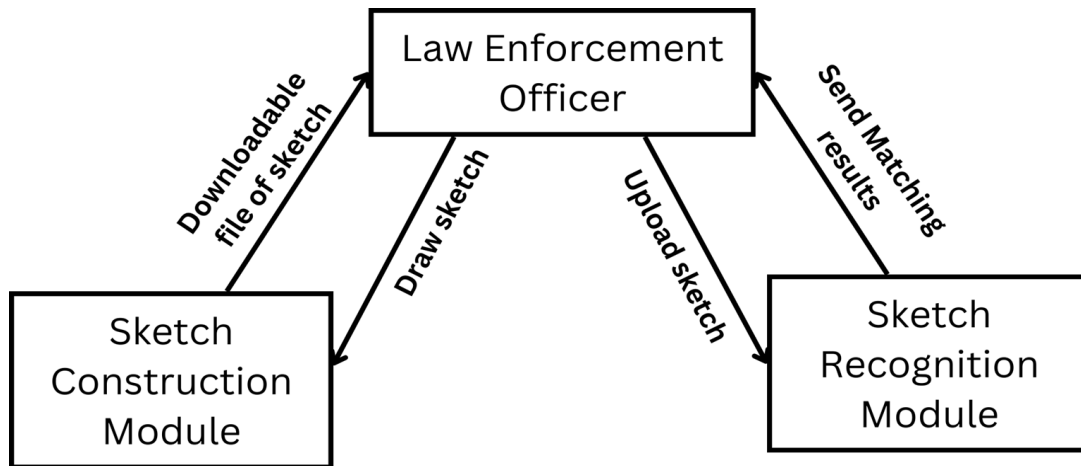 Law Enforcement
Officer
Downloadable
file of sketch
Draw sketch
Upload sketch
Send Matching
results
Sketch
Construction
Module
Sketch
Recognition
Module